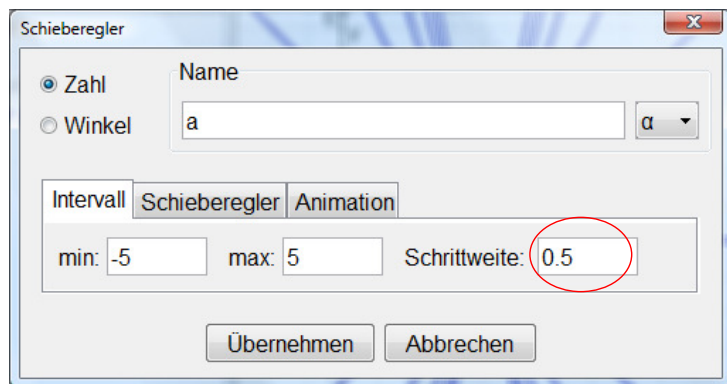 Schieberegler
Zahl
Winkel
Name
a
α
Intervall Schieberegler Animation
min: -5 max: 5 Schrittweite: 0.5
Übernehmen Abbrechen